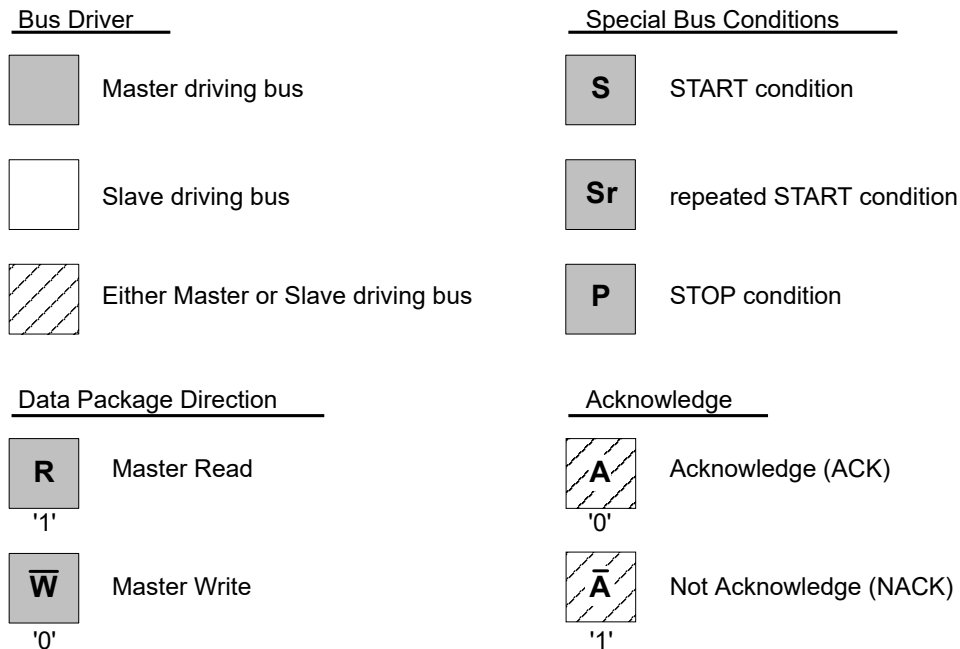 Bus Driver
Master driving bus
Slave driving bus
Either Master or Slave driving bus
Special Bus Conditions
S START condition
Sr repeated START condition
P STOP condition
Data Package Direction
R Master Read
'1'
W̅ Master Write
'0'
Acknowledge
A Acknowledge (ACK)
'0'
A̅ Not Acknowledge (NACK)
'1'